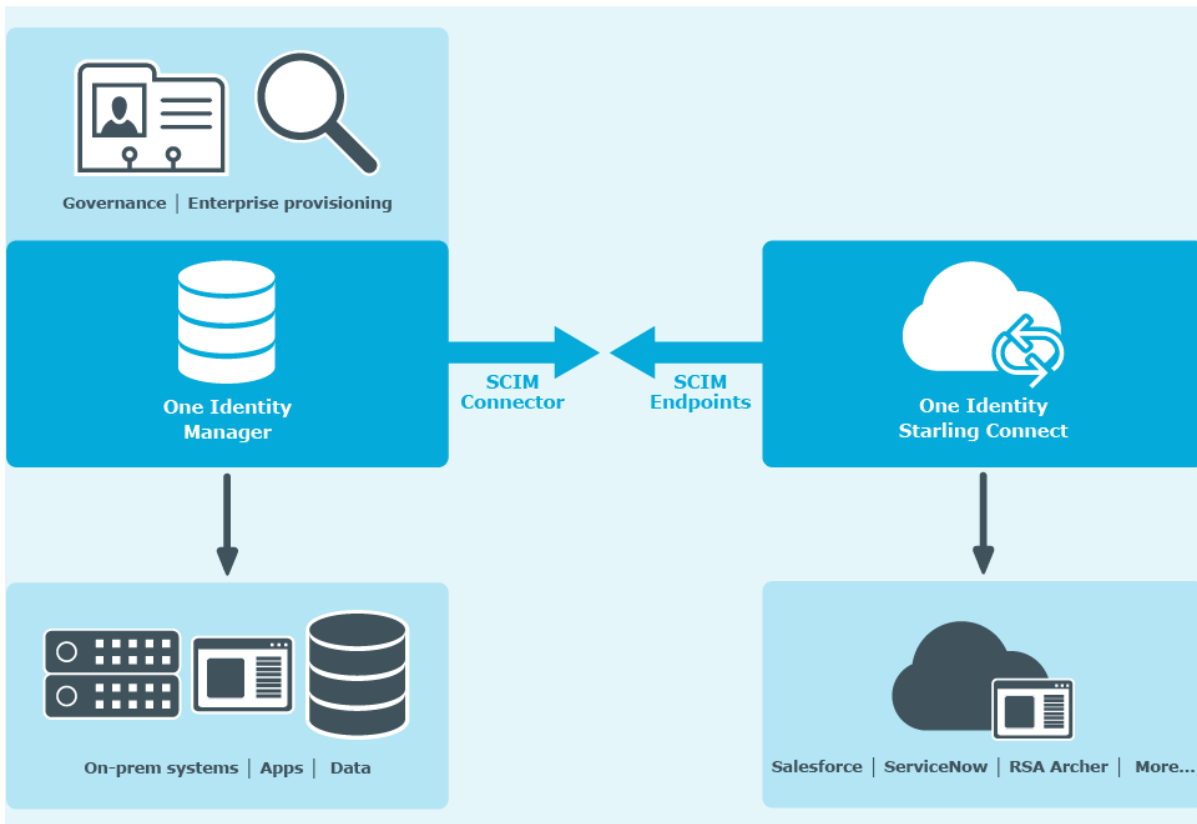 Governance | Enterprise provisioning
One Identity
Manager
SCIM
Connector
SCIM
Endpoints
One Identity
Starling Connect
On-prem systems | Apps | Data
Salesforce | ServiceNow | RSA Archer | More...